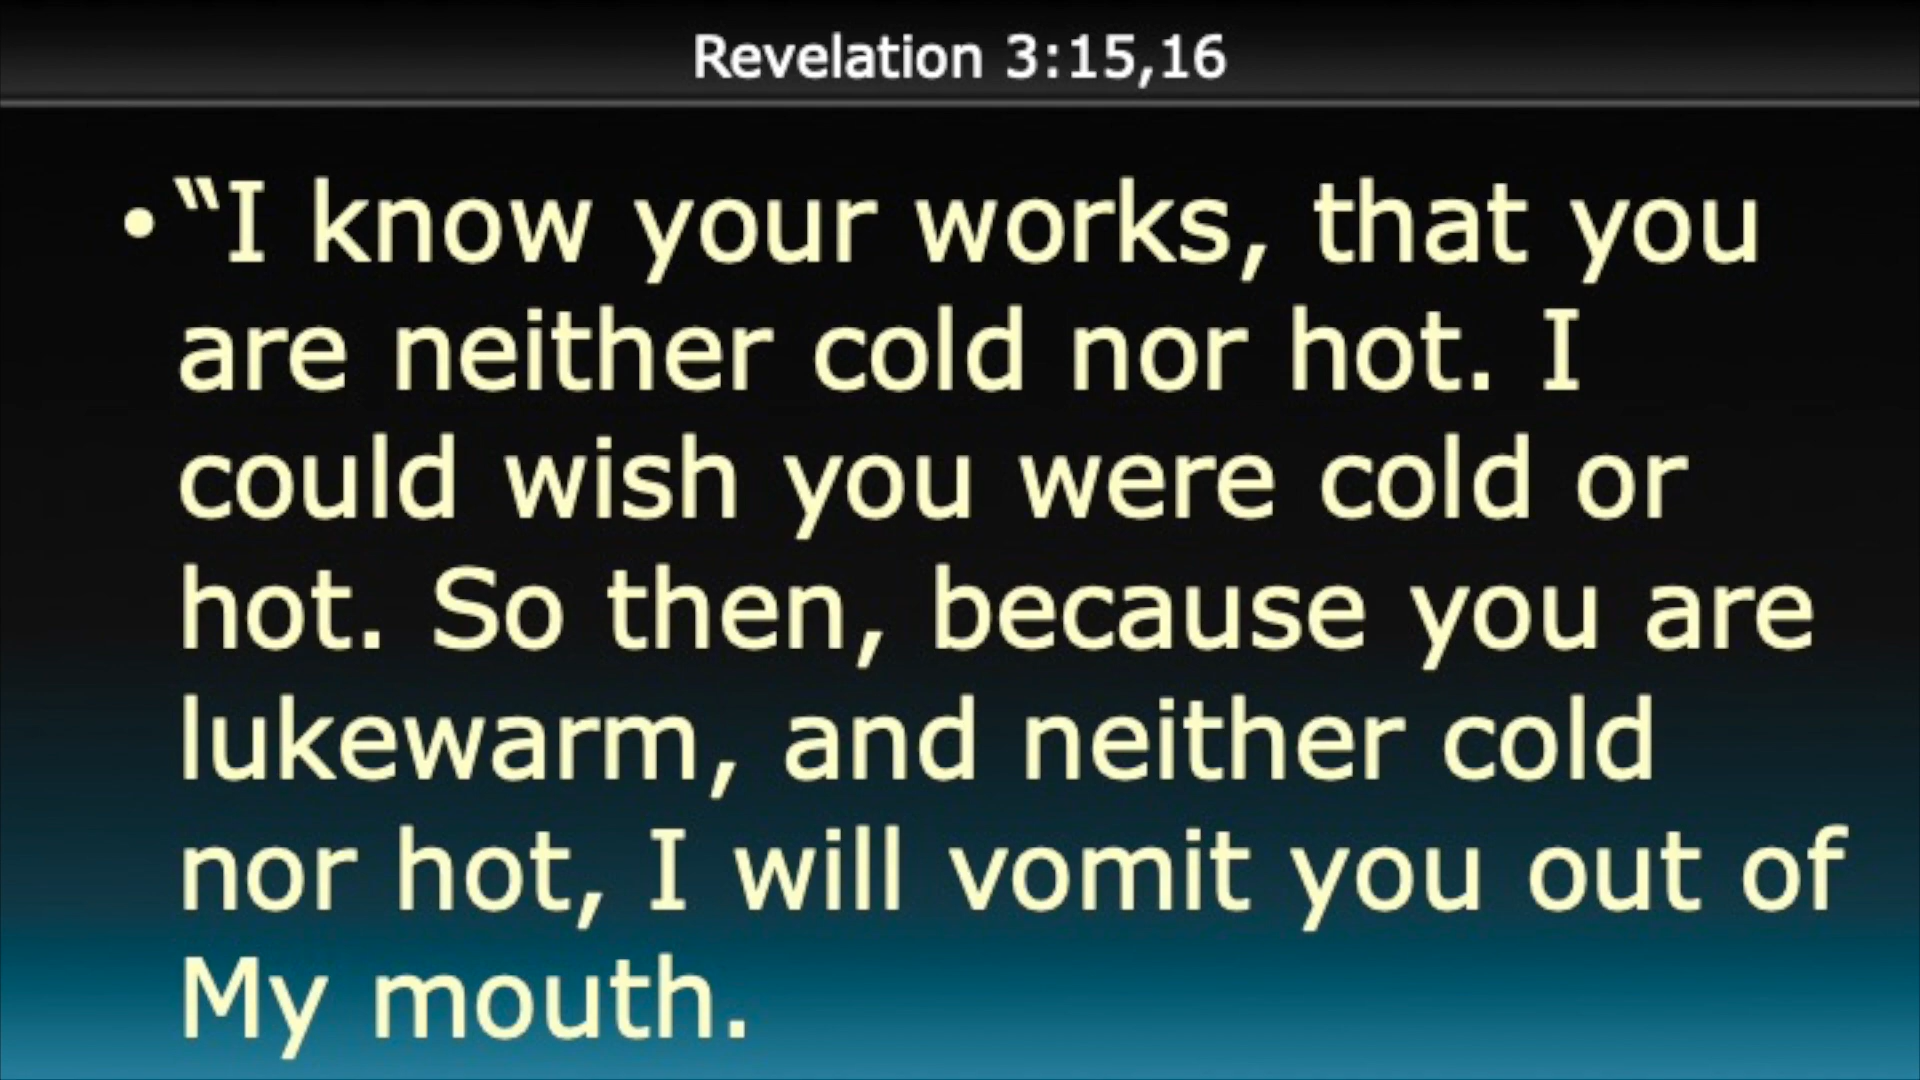 Revelation 3:15,16
• “I know your works, that you
are neither cold nor hot. I
could wish you were cold or
hot. So then, because you are
lukewarm, and neither cold
nor hot, I will vomit you out of
My mouth.